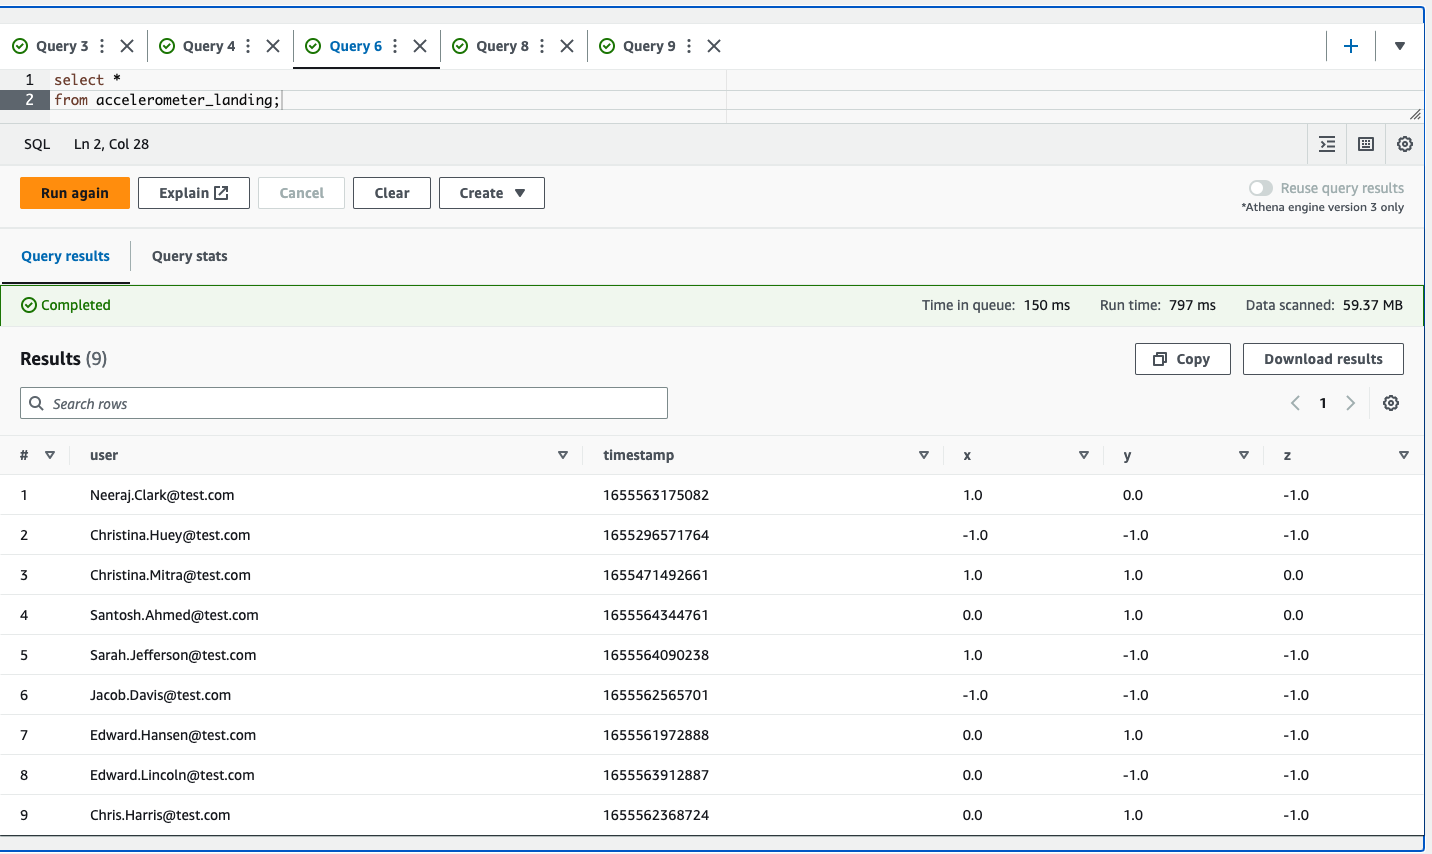 Query 3 Query 4 Query 6 Query 8 Query 9
1 select *
2 from accelerometer_landing;
SQL Ln 2, Col 28
Run again Explain Cancel Clear Create Reuse query results
*Athena engine version 3 only
Query results Query stats
Completed Time in queue: 150 ms Run time: 797 ms Data scanned: 59.37 MB
Results (9) Copy Download results
Search rows 1
# user timestamp x y z
1 Neeraj.Clark@test.com 1655563175082 1.0 0.0 -1.0
2 Christina.Huey@test.com 1655296571764 -1.0 -1.0 -1.0
3 Christina.Mitra@test.com 1655471492661 1.0 1.0 0.0
4 Santosh.Ahmed@test.com 1655564344761 0.0 1.0 0.0
5 Sarah.Jefferson@test.com 1655564090238 1.0 -1.0 -1.0
6 Jacob.Davis@test.com 1655562565701 -1.0 -1.0 -1.0
7 Edward.Hansen@test.com 1655561972888 0.0 1.0 -1.0
8 Edward.Lincoln@test.com 1655563912887 0.0 -1.0 -1.0
9 Chris.Harris@test.com 1655562368724 0.0 1.0 -1.0